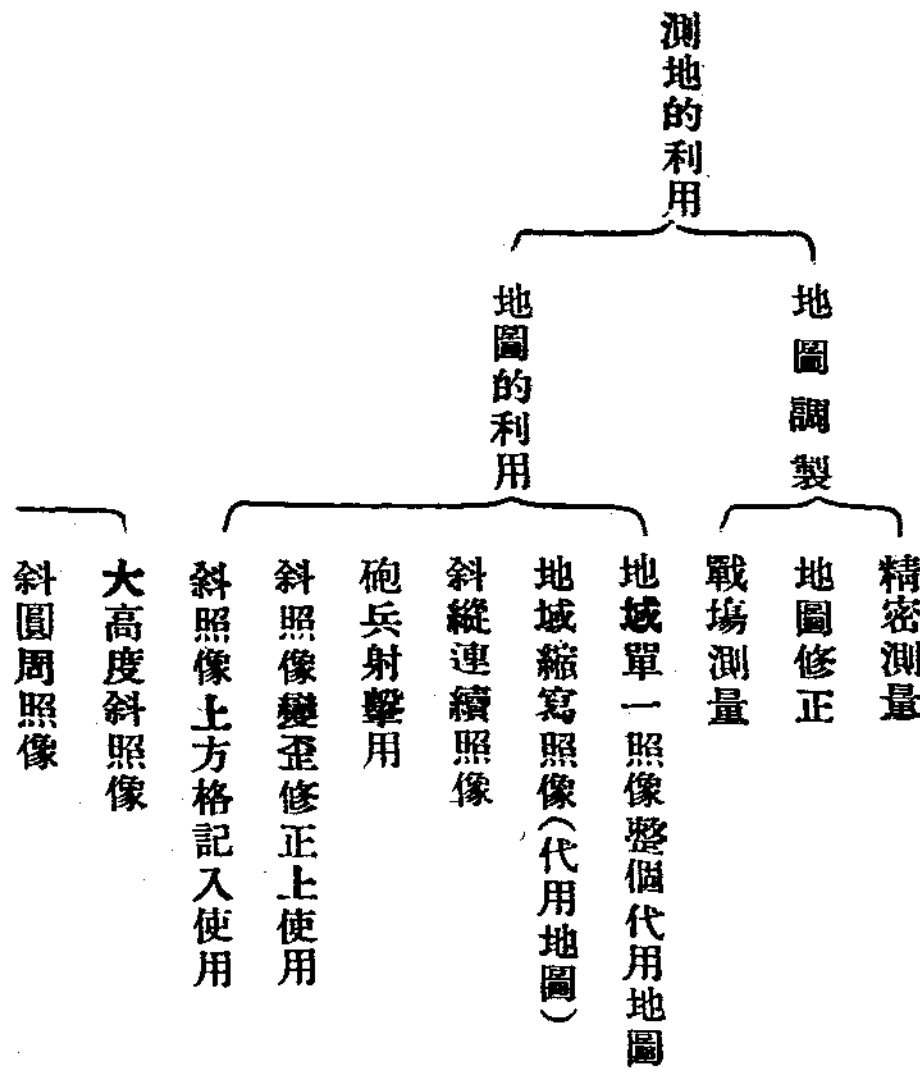 測地的利用
地圖調製
精密測量
地圖修正
戰場測量
地圖的利用
地域單一照像整個代用地圖
地域縮寫照像(代用地圖)
斜縱連續照像
砲兵射擊用
斜照像變歪修正上使用
斜照像上方格記入使用
大高度斜照像
斜圓周照像